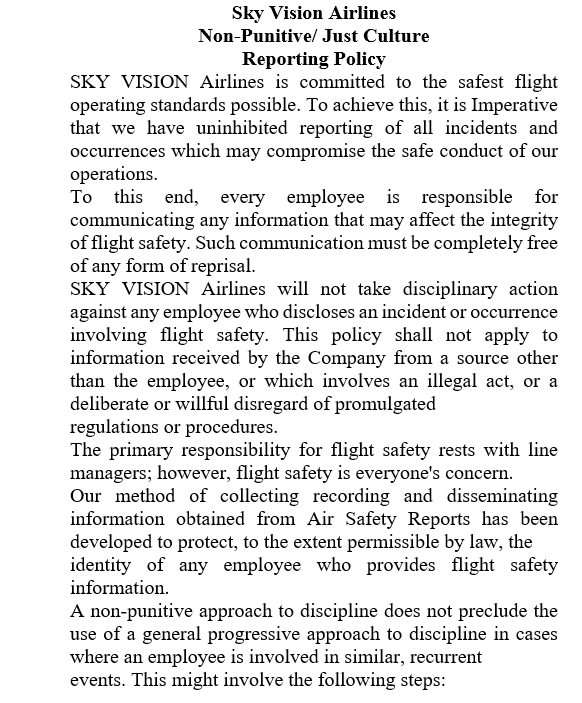 Sky Vision Airlines
Non-Punitive/ Just Culture
Reporting Policy
SKY VISION Airlines is committed to the safest flight
operating standards possible. To achieve this, it is Imperative
that we have uninhibited reporting of all incidents and
occurrences which may compromise the safe conduct of our
operations.
To this end, every employee is responsible for
communicating any information that may affect the integrity
of flight safety. Such communication must be completely free
of any form of reprisal.
SKY VISION Airlines will not take disciplinary action
against any employee who discloses an incident or occurrence
involving flight safety. This policy shall not apply to
information received by the Company from a source other
than the employee, or which involves an illegal act, or a
deliberate or willful disregard of promulgated
regulations or procedures.
The primary responsibility for flight safety rests with line
managers; however, flight safety is everyone's concern.
Our method of collecting recording and disseminating
information obtained from Air Safety Reports has been
developed to protect, to the extent permissible by law, the
identity of any employee who provides flight safety
information.
A non-punitive approach to discipline does not preclude the
use of a general progressive approach to discipline in cases
where an employee is involved in similar, recurrent
events. This might involve the following steps: